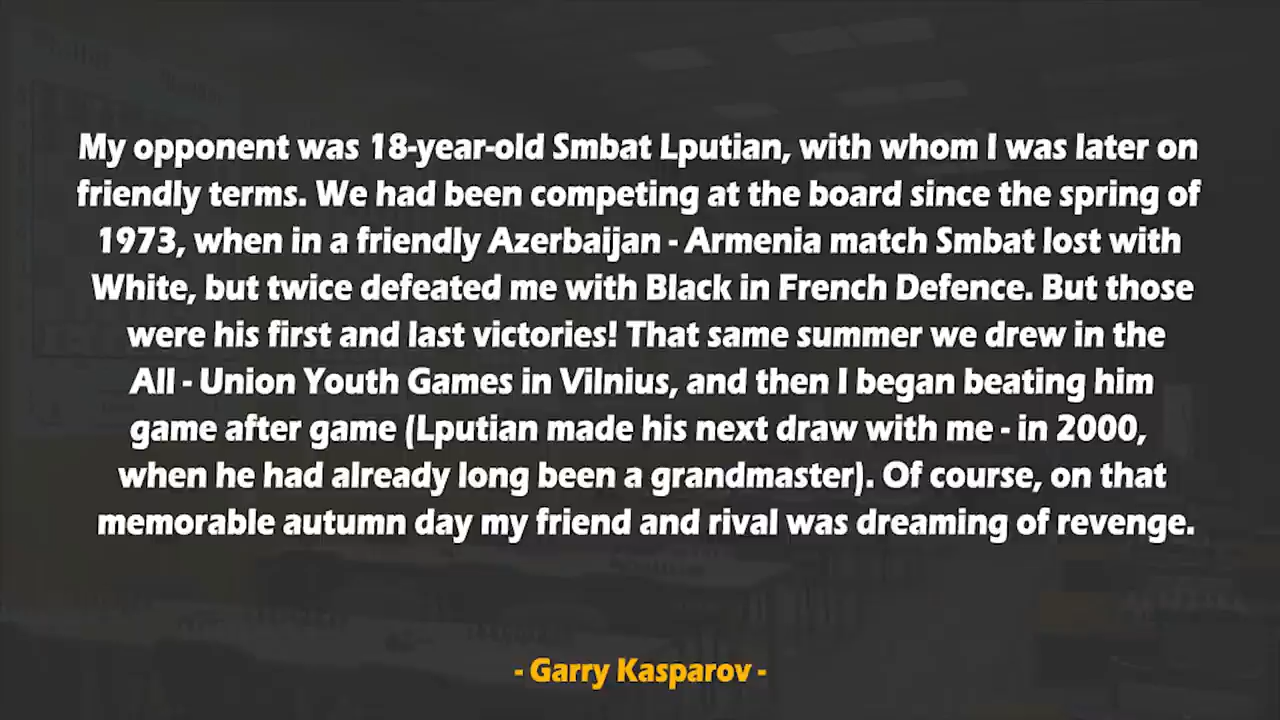 My opponent was 18-year-old Smbat Lputian, with whom I was later on
friendly terms. We had been competing at the board since the spring of
1973, when in a friendly Azerbaijan - Armenia match Smbat lost with
White, but twice defeated me with Black in French Defence. But those
were his first and last victories! That same summer we drew in the
All - Union Youth Games in Vilnius, and then I began beating him
game after game (Lputian made his next draw with me - in 2000,
when he had already long been a grandmaster). Of course, on that
memorable autumn day my friend and rival was dreaming of revenge.
- Garry Kasparov -